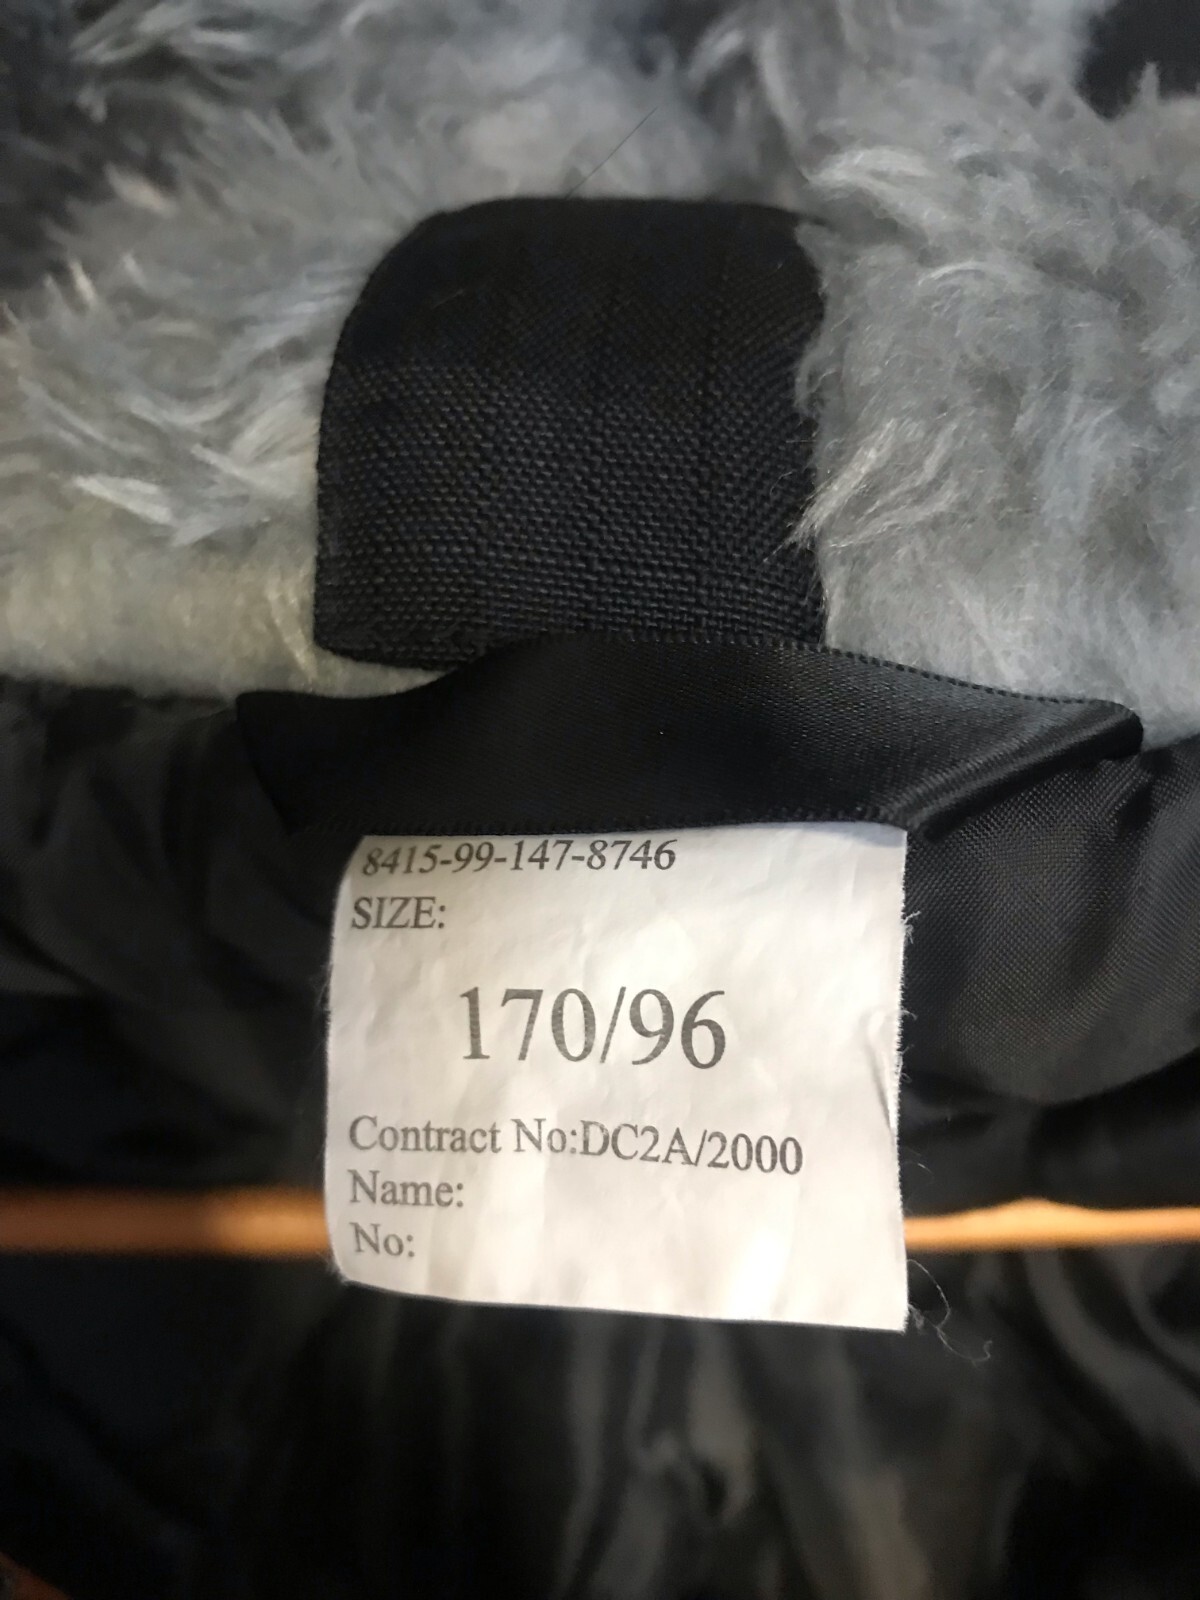 8415-99-147-8746
SIZE:
170/96
Contract No:DC2A/2000
Name:
No: